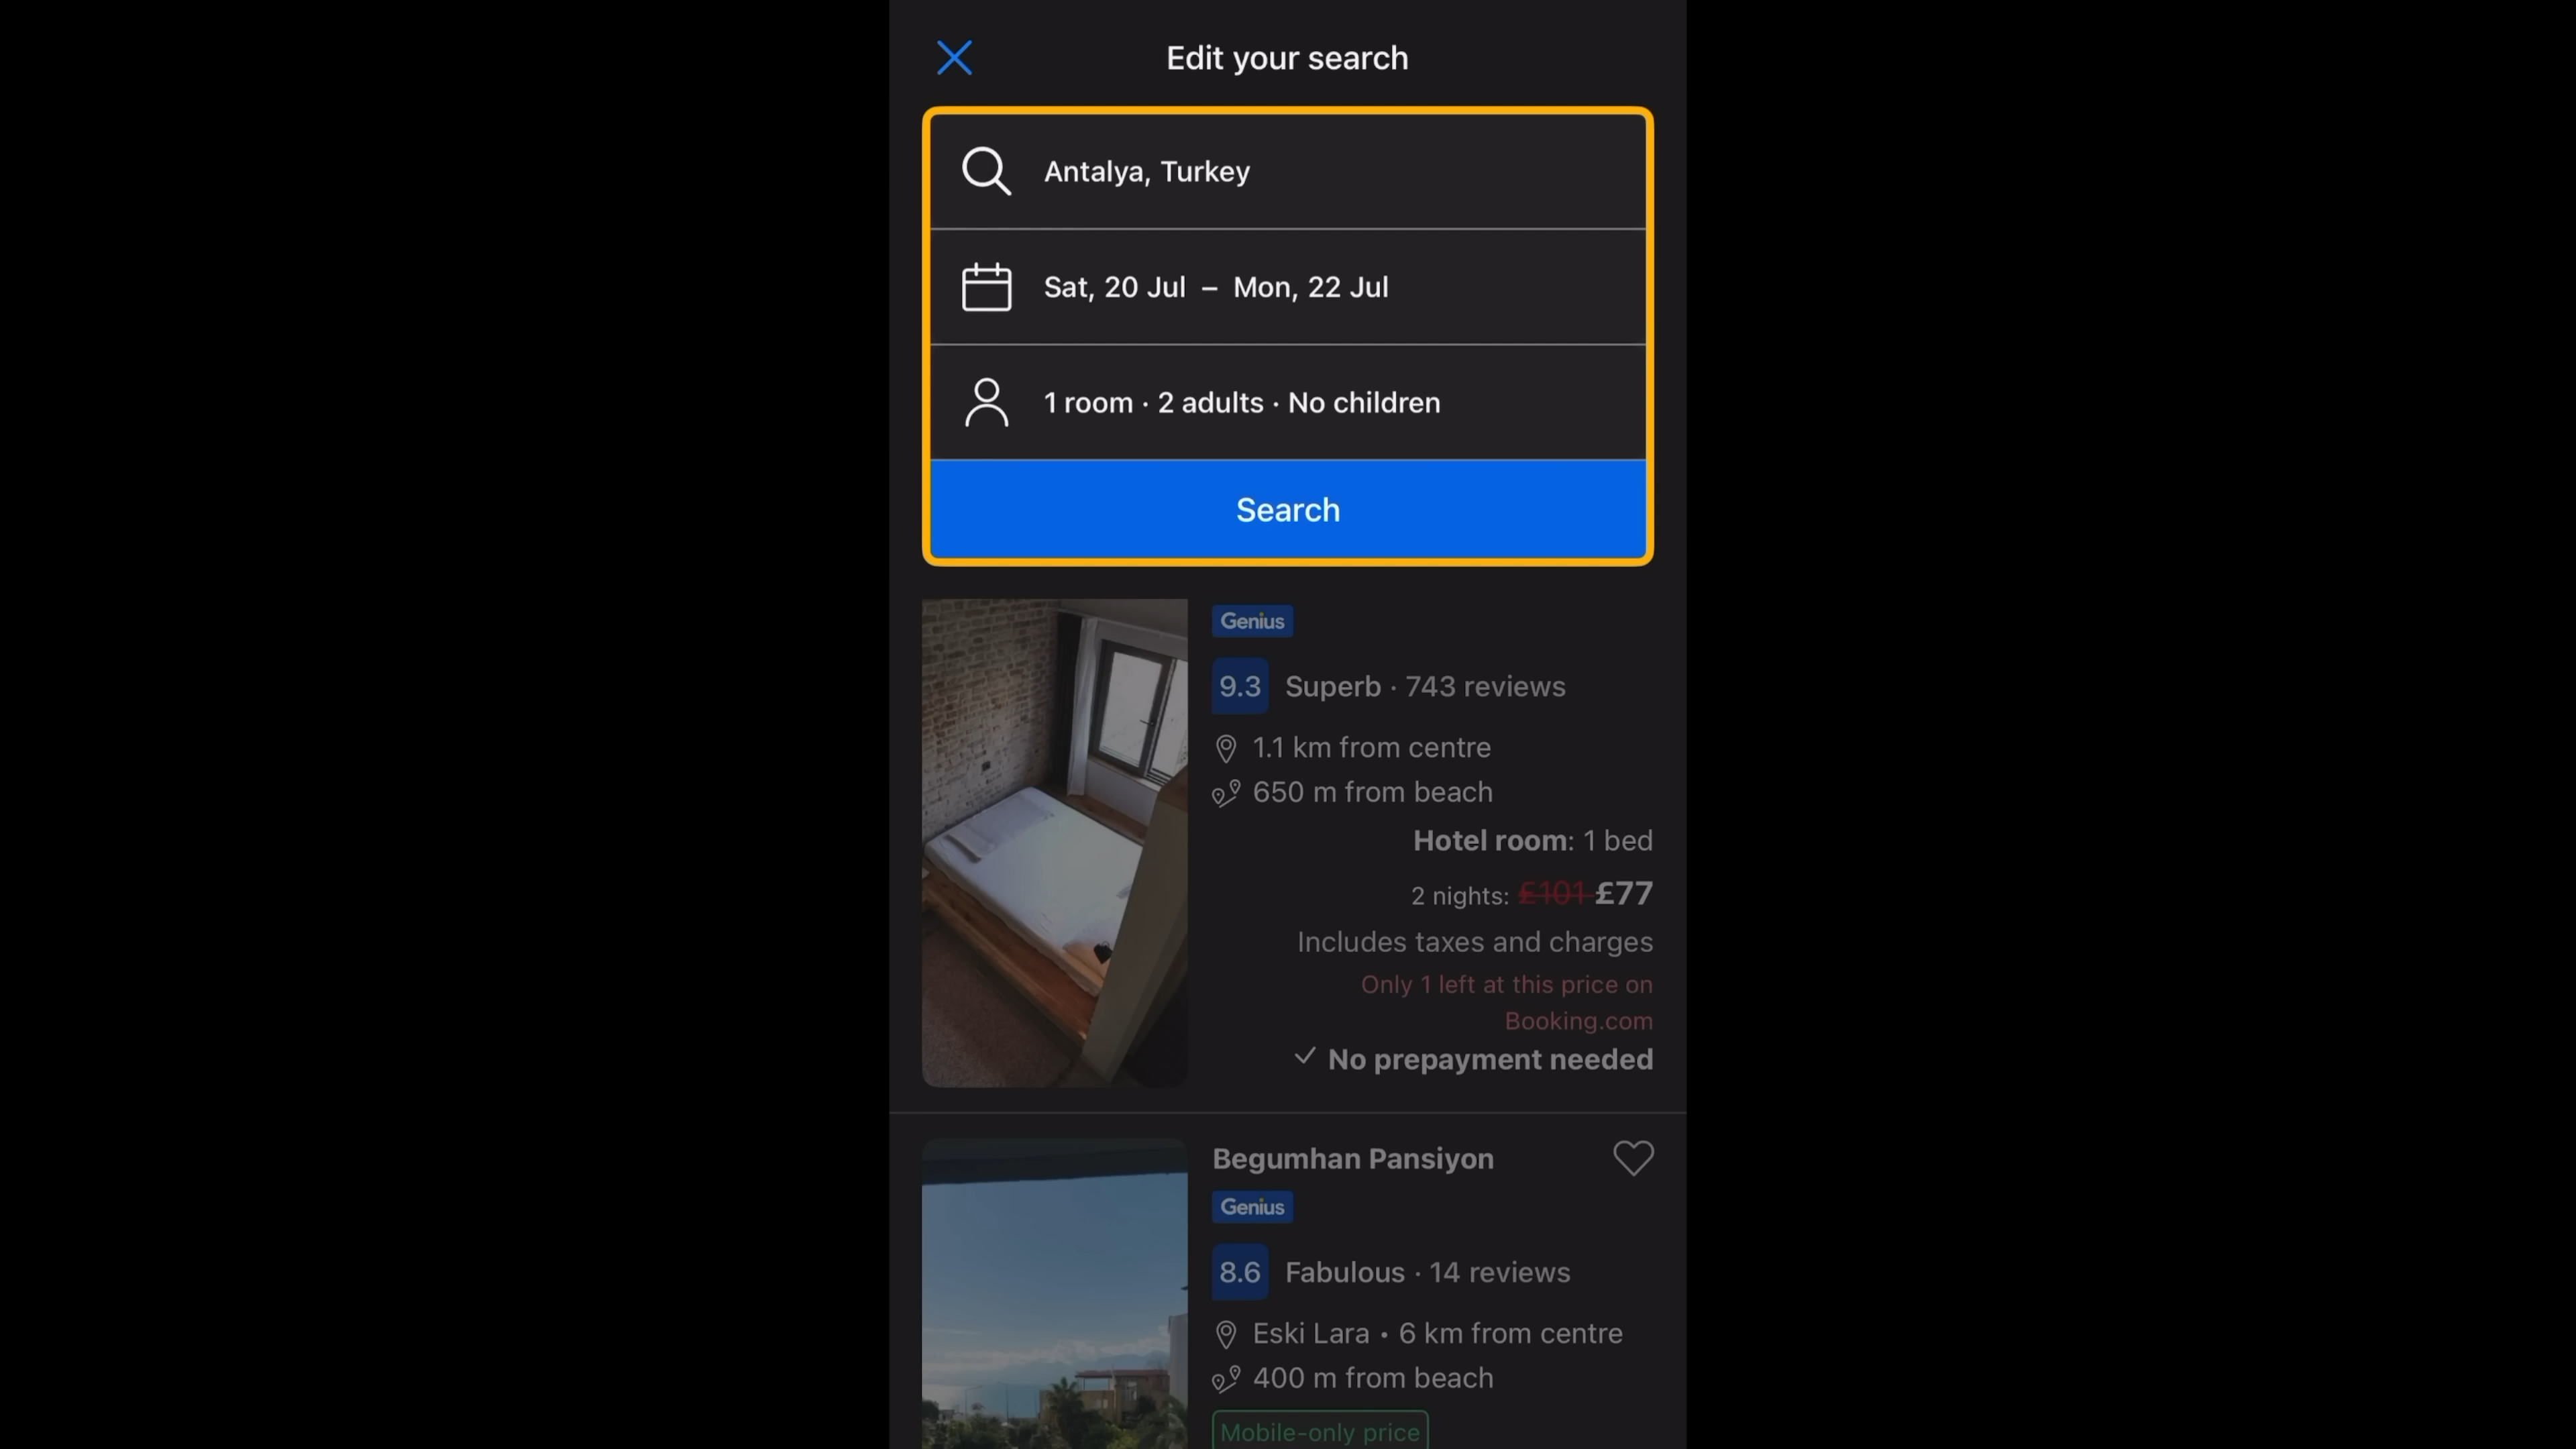 Edit your search
Antalya, Turkey
Sat, 20 Jul – Mon, 22 Jul
1 room · 2 adults · No children
Search
Genius
9.3 Superb · 743 reviews
1.1 km from centre
650 m from beach
Hotel room: 1 bed
2 nights: £101 £77
Includes taxes and charges
Only 1 left at this price on
Booking.com
No prepayment needed
Begumhan Pansiyon
Genius
8.6 Fabulous · 14 reviews
Eski Lara • 6 km from centre
400 m from beach
Mobile-only price